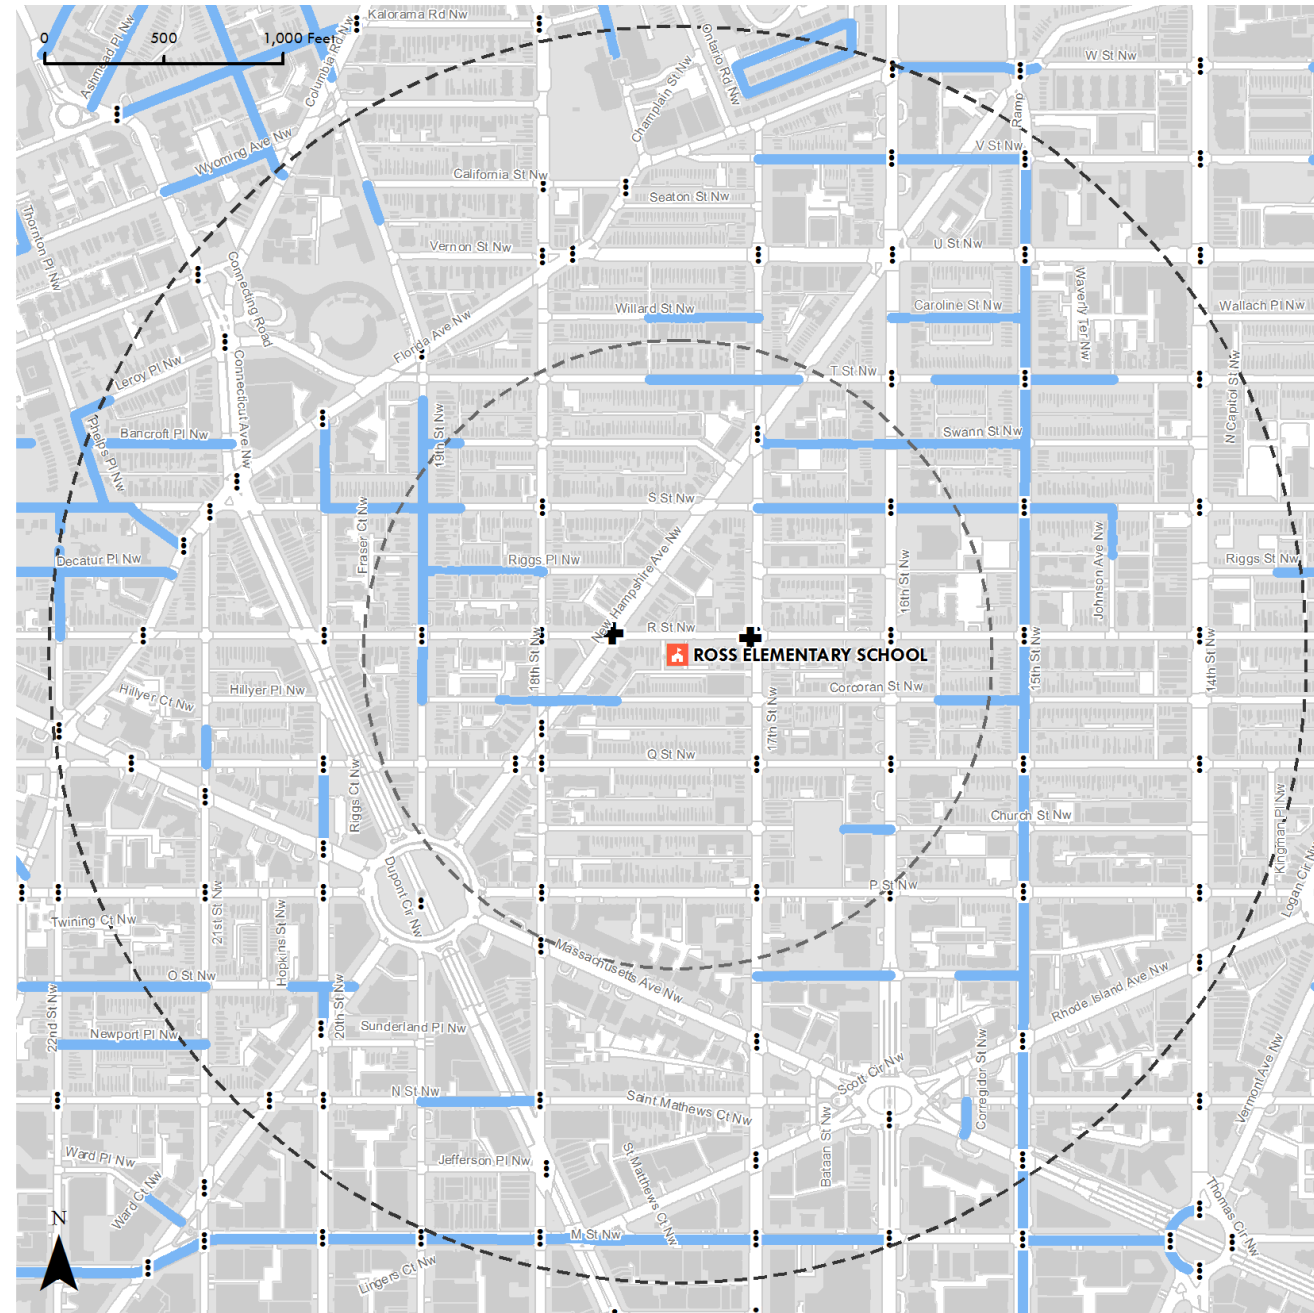 Kalorama Rd Nw
0 500 1,000 Feet
Ashmead Pl Nw
Columbia Rd Nw
Ontario Rd Nw
Champlain St Nw
W St Nw
Ramp
Wyoming Ave Nw
V St Nw
California St Nw
Seaton St Nw
Thornton Pl Nw
Vernon St Nw
U St Nw
Connecting Road
Waverly Ter Nw
Willard St Nw
Caroline St Nw
Wallach Pl Nw
Florida Ave Nw
Leroy Pl Nw
Connecticut Ave Nw
T St Nw
N Capitol St Nw
Phelps Pl Nw
Bancroft Pl Nw
19th St Nw
Swann St Nw
S St Nw
Fraser Ct Nw
New Hampshire Ave Nw
Decatur Pl Nw
Riggs Pl Nw
16th St Nw
Johnson Ave Nw
Riggs St Nw
R St Nw
ROSS ELEMENTARY SCHOOL
18th St Nw
15th St Nw
14th St Nw
Hillyer Ct Nw
Hillyer Pl Nw
Corcoran St Nw
17th St Nw
Q St Nw
Riggs Ct Nw
Church St Nw
Kingman Pl Nw
Dupont Cir Nw
P St Nw
Logan Cir Nw
Twining Ct Nw
21st St Nw
Hopkins St Nw
Massachusetts Ave Nw
O St Nw
Rhode Island Ave Nw
22nd St Nw
20th St Nw
Newport Pl Nw
Sunderland Pl Nw
Scott Cir Nw
Corregidor St Nw
Vermont Ave Nw
N St Nw
Saint Mathews Ct Nw
Bataan St Nw
Ward Pl Nw
Jefferson Pl Nw
St Matthews Ct Nw
Ward Ct Nw
Thomas Cir Nw
N
M St Nw
Lingers Ct Nw